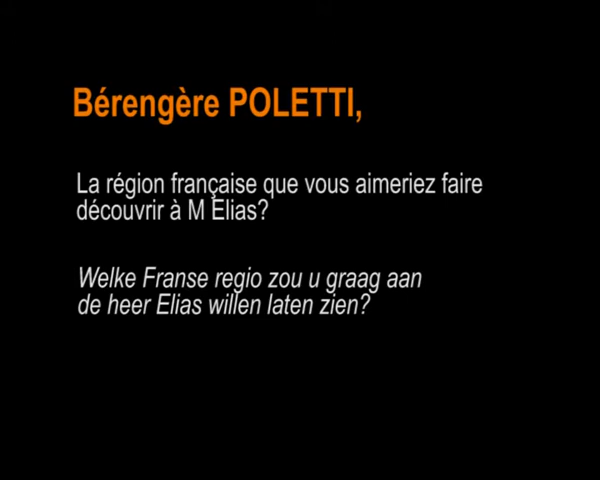 Bérengère POLETTI,
La région française que vous aimeriez faire
découvrir à M Elias?
Welke Franse regio zou u graag aan
de heer Elias willen laten zien?